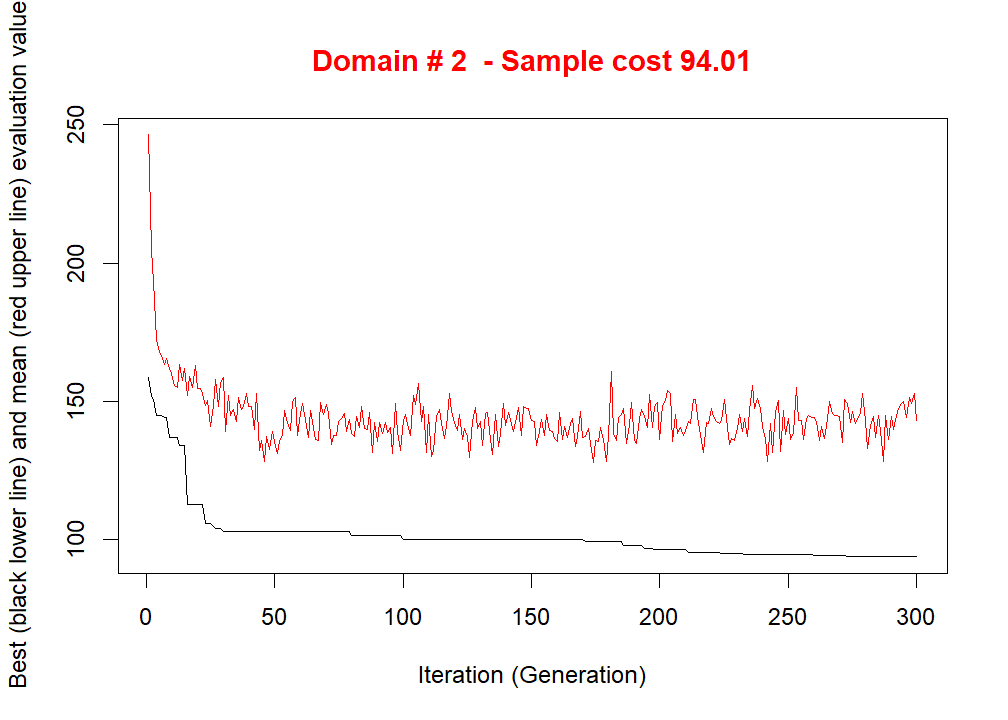 Domain # 2  - Sample cost 94.01
Best (black lower line) and mean (red upper line) evaluation value
250
200
150
100
0 50 100 150 200 250 300
Iteration (Generation)